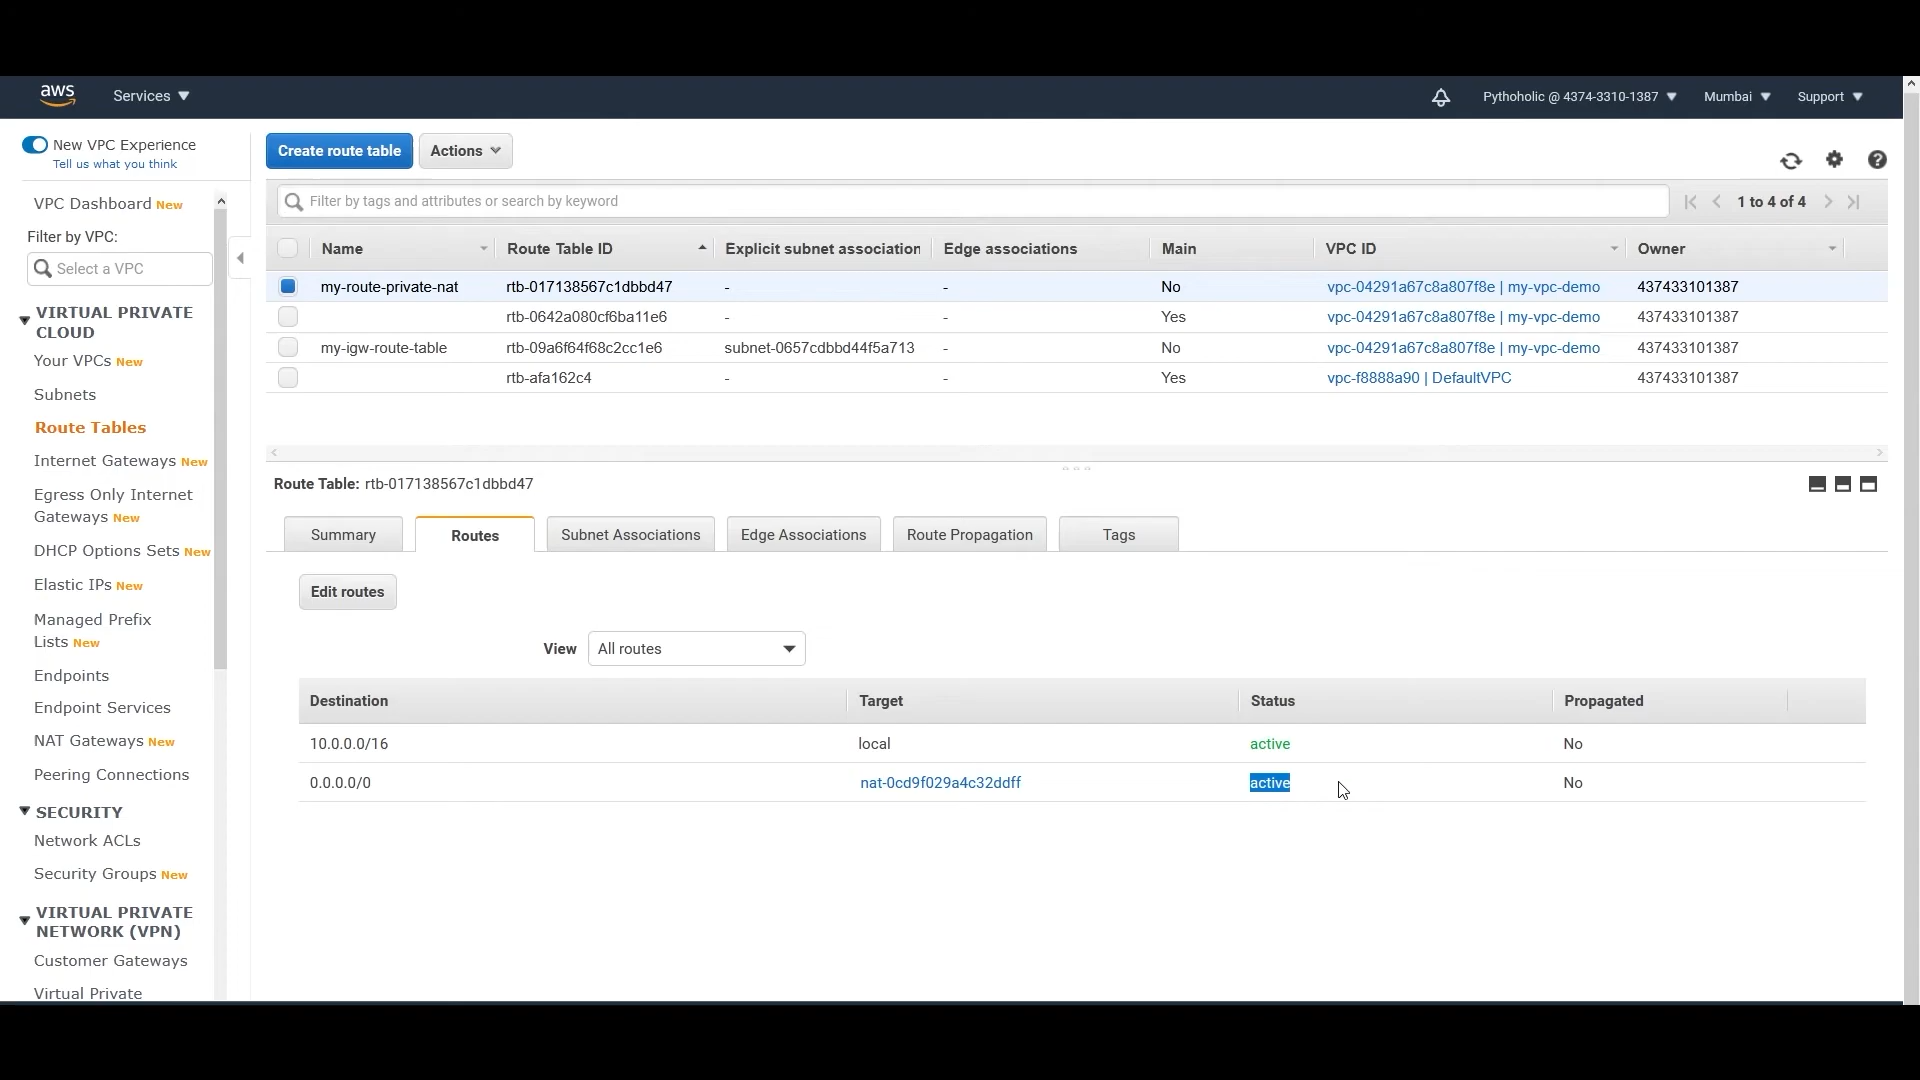 aws
Services
Pythoholic @ 4374-3310-1387
Mumbai
Support
New VPC Experience
Tell us what you think
VPC Dashboard New
Filter by VPC:
Select a VPC
VIRTUAL PRIVATE
CLOUD
Your VPCs New
Subnets
Route Tables
Internet Gateways New
Egress Only Internet
Gateways New
DHCP Options Sets New
Elastic IPs New
Managed Prefix
Lists New
Endpoints
Endpoint Services
NAT Gateways New
Peering Connections
SECURITY
Network ACLs
Security Groups New
VIRTUAL PRIVATE
NETWORK (VPN)
Customer Gateways
Virtual Private
Create route table
Actions
Filter by tags and attributes or search by keyword
1 to 4 of 4
Name Route Table ID Explicit subnet association Edge associations Main VPC ID Owner
my-route-private-nat rtb-017138567c1dbbd47 - - No vpc-04291a67c8a807f8e | my-vpc-demo 437433101387
rtb-0642a080cf6ba11e6 - - Yes vpc-04291a67c8a807f8e | my-vpc-demo 437433101387
my-igw-route-table rtb-09a6f64f68c2cc1e6 subnet-0657cdbbd44f5a713 - No vpc-04291a67c8a807f8e | my-vpc-demo 437433101387
rtb-afa162c4 - - Yes vpc-f8888a90 | DefaultVPC 437433101387
Route Table: rtb-017138567c1dbbd47
Summary Routes Subnet Associations Edge Associations Route Propagation Tags
Edit routes
View All routes
Destination Target Status Propagated
10.0.0.0/16 local active No
0.0.0.0/0 nat-0cd9f029a4c32ddff active No